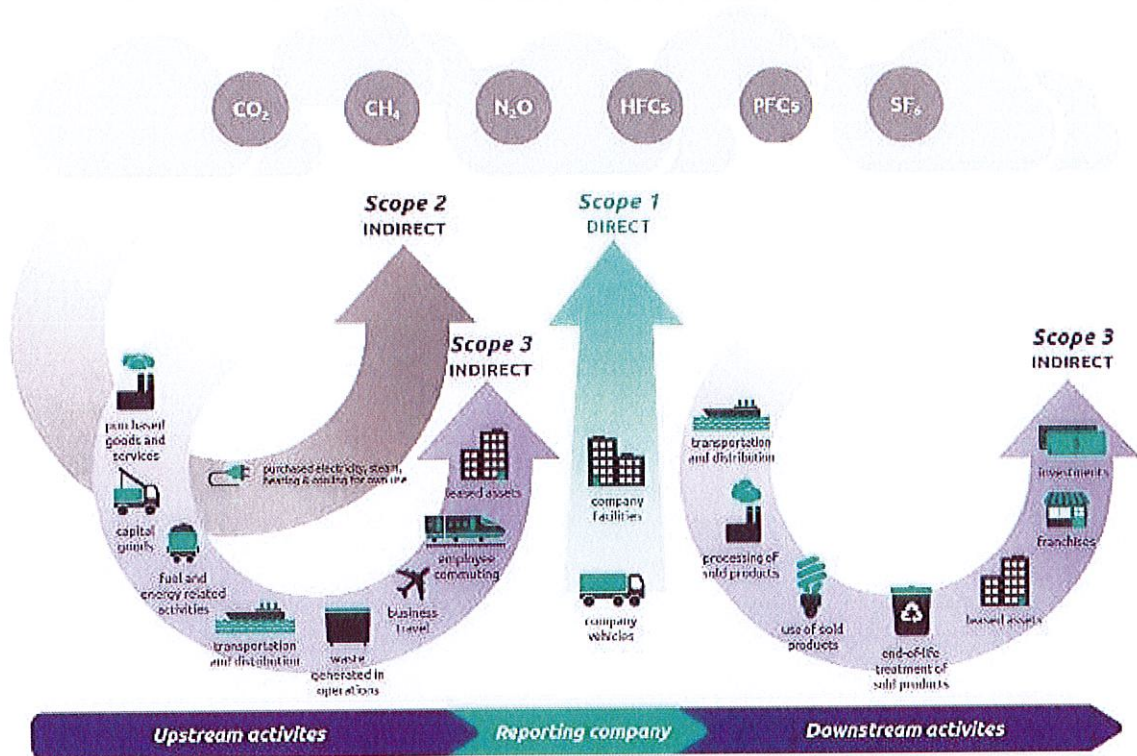 CO₂
CH₄
N₂O
HFCs
PFCs
SF₆
Scope 2
INDIRECT
Scope 1
DIRECT
Scope 3
INDIRECT
Scope 3
INDIRECT
purchased
goods and
services
capital
goods
fuel and
energy related
activities
transportation
and distribution
waste
generated in
operations
business
travel
employee
commuting
leased assets
purchased electricity, steam,
heating & cooling for own use
company
facilities
company
vehicles
transportation
and distribution
processing of
sold products
use of sold
products
end-of-life
treatment of
sold products
leased assets
franchises
investments
Upstream activites
Reporting company
Downstream activites